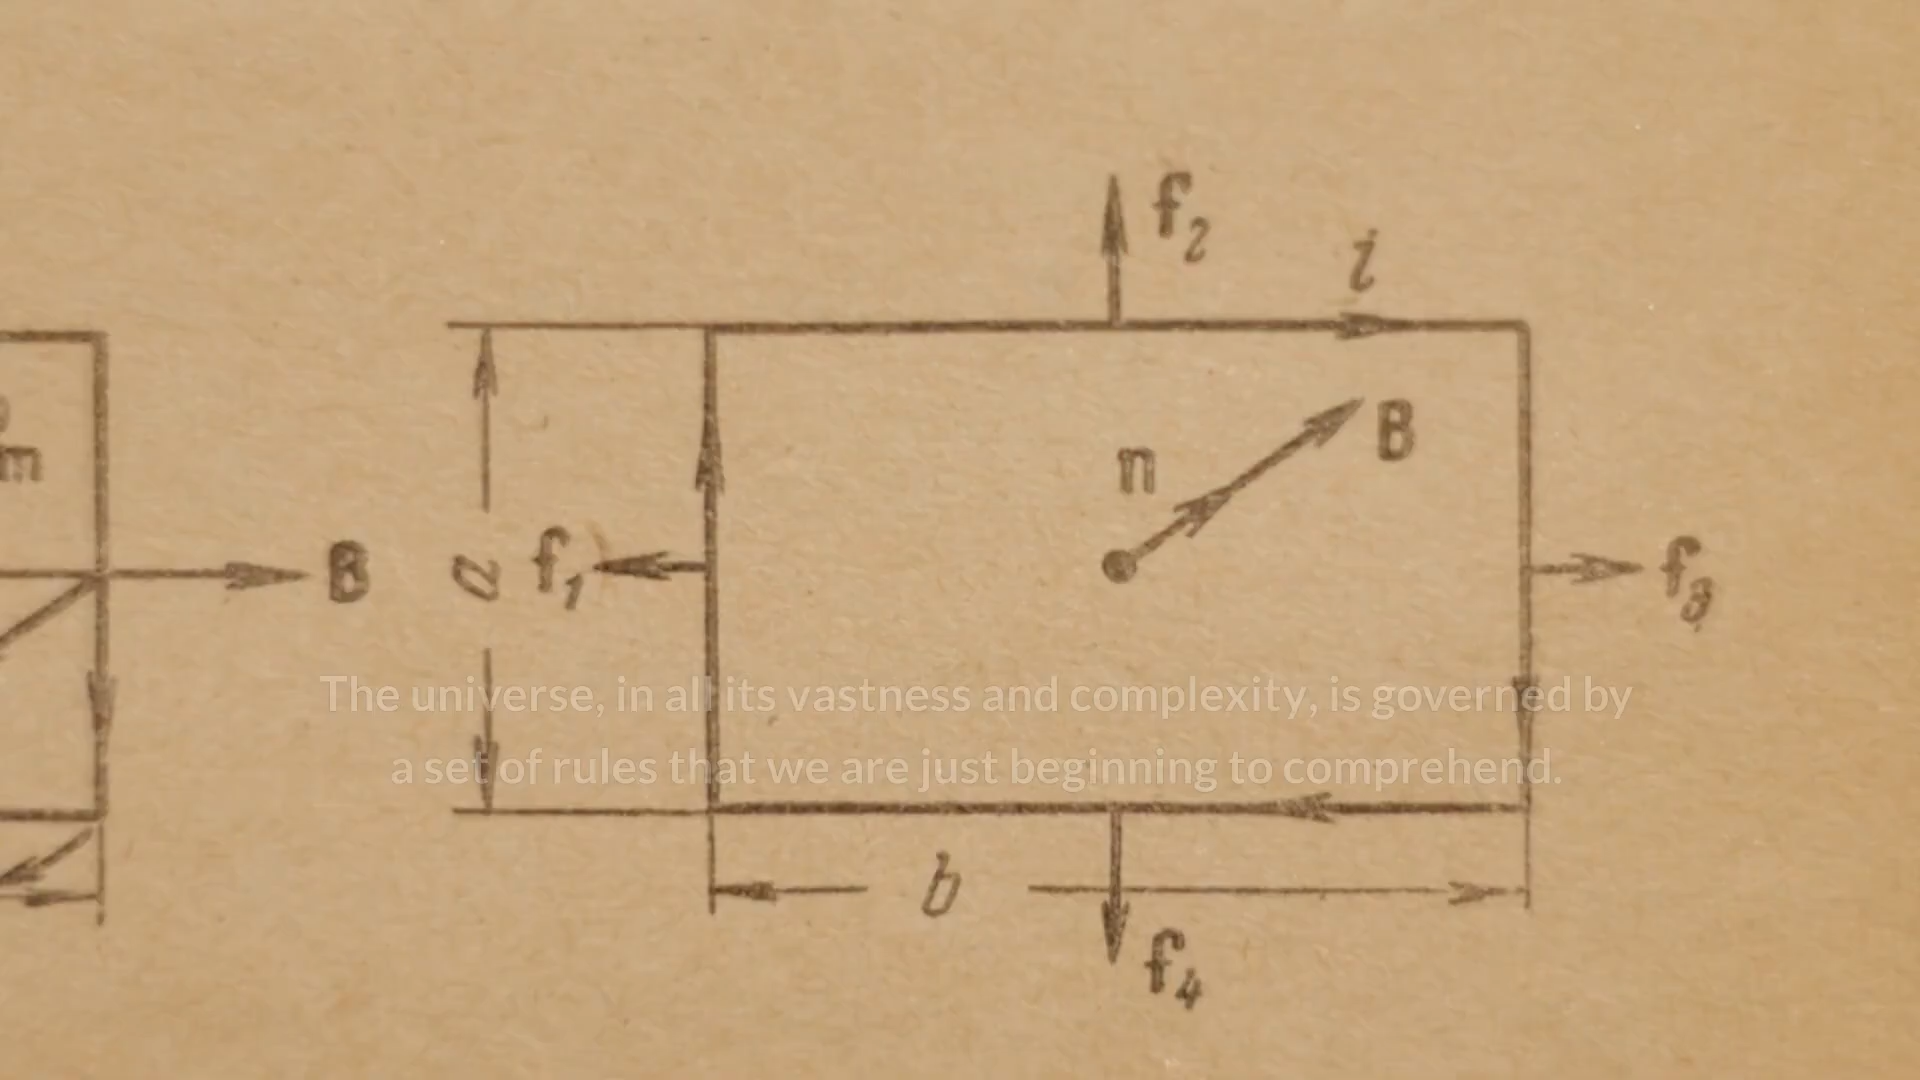 f2
i
m
n
B
B
a
f1
f3
The universe, in all its vastness and complexity, is governed by
a set of rules that we are just beginning to comprehend.
b
f4